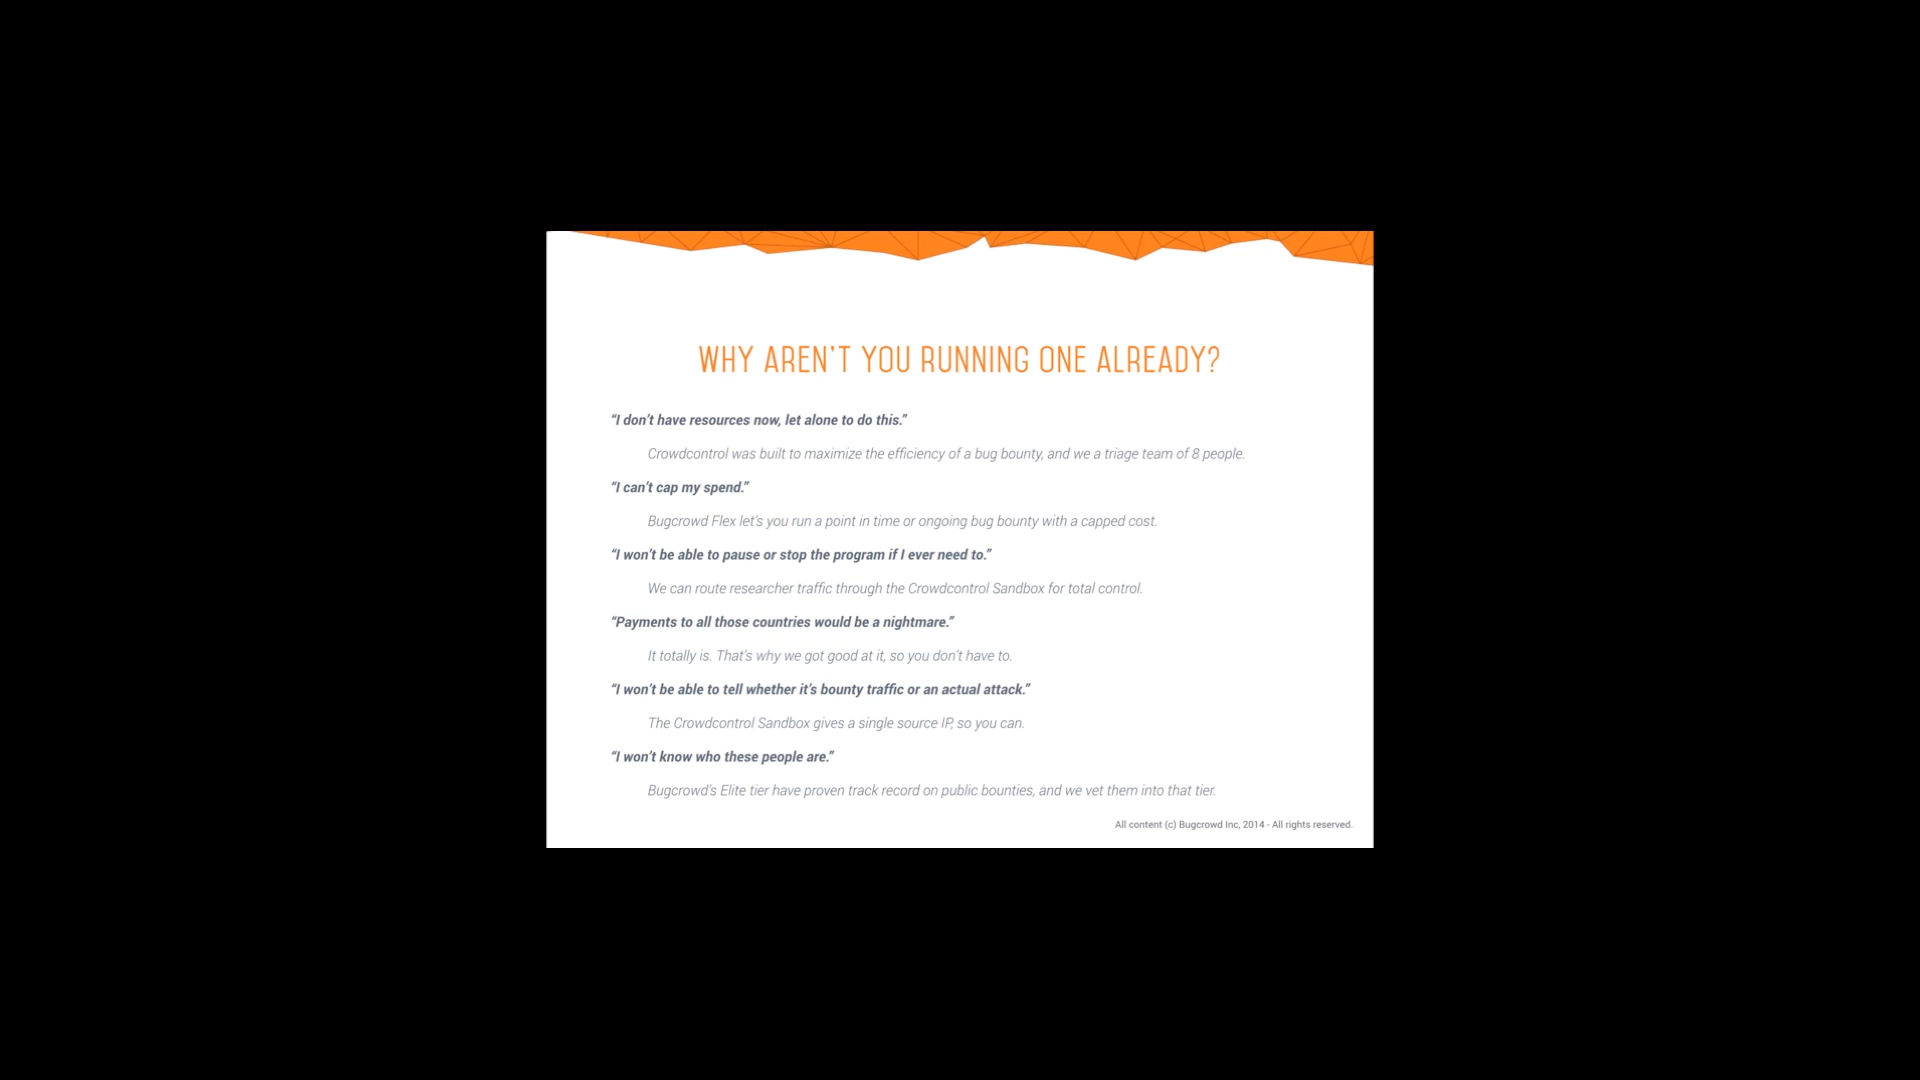 WHY AREN'T YOU RUNNING ONE ALREADY?
“I don’t have resources now, let alone to do this.”
Crowdcontrol was built to maximize the efficiency of a bug bounty, and we a triage team of 8 people.
“I can’t cap my spend.”
Bugcrowd Flex let’s you run a point in time or ongoing bug bounty with a capped cost.
“I won’t be able to pause or stop the program if I ever need to.”
We can route researcher traffic through the Crowdcontrol Sandbox for total control.
“Payments to all those countries would be a nightmare.”
It totally is. That’s why we got good at it, so you don’t have to.
“I won’t be able to tell whether it’s bounty traffic or an actual attack.”
The Crowdcontrol Sandbox gives a single source IP, so you can.
“I won’t know who these people are.”
Bugcrowd’s Elite tier have proven track record on public bounties, and we vet them into that tier.
All content (c) Bugcrowd Inc, 2014 - All rights reserved.